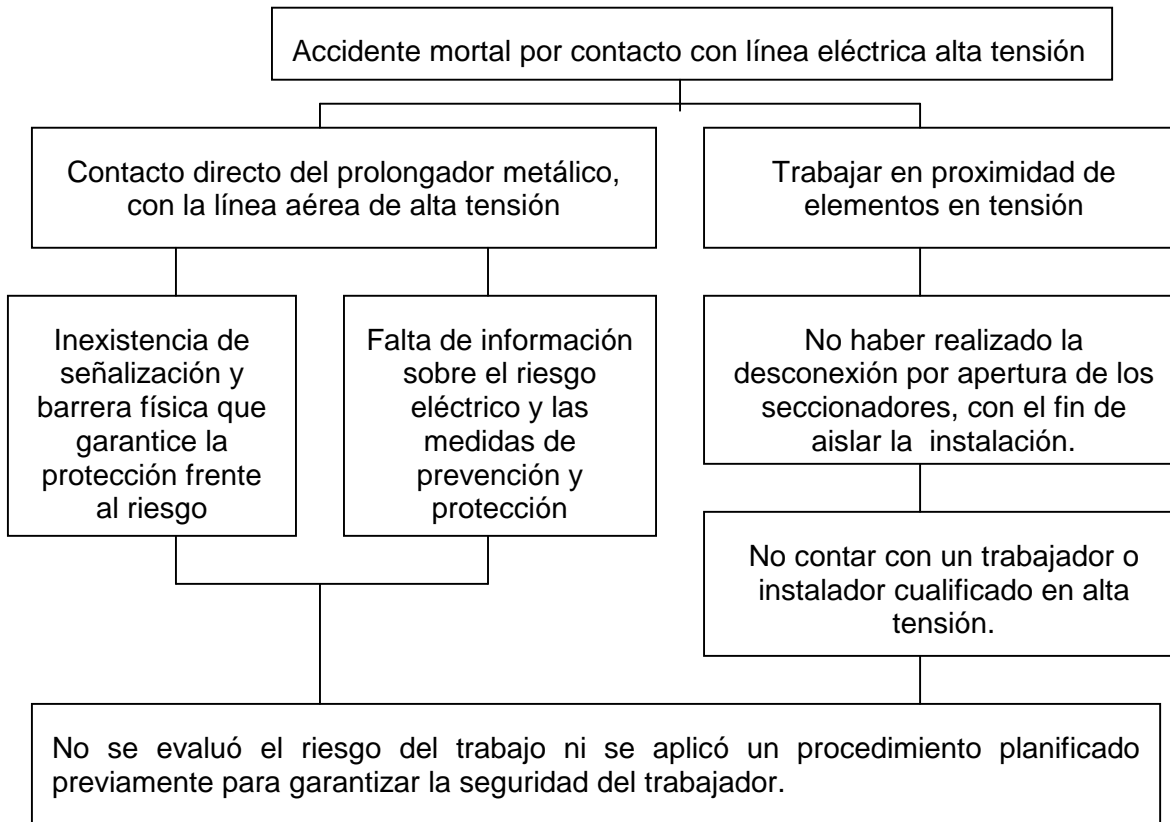 Accidente mortal por contacto con línea eléctrica alta tensión
Contacto directo del prolongador metálico,
con la línea aérea de alta tensión
Trabajar en proximidad de
elementos en tensión
Inexistencia de
señalización y
barrera física que
garantice la
protección frente
al riesgo
Falta de información
sobre el riesgo
eléctrico y las
medidas de
prevención y
protección
No haber realizado la
desconexión por apertura de los
seccionadores, con el fin de
aislar la instalación.
No contar con un trabajador o
instalador cualificado en alta
tensión.
No se evaluó el riesgo del trabajo ni se aplicó un procedimiento planificado
previamente para garantizar la seguridad del trabajador.